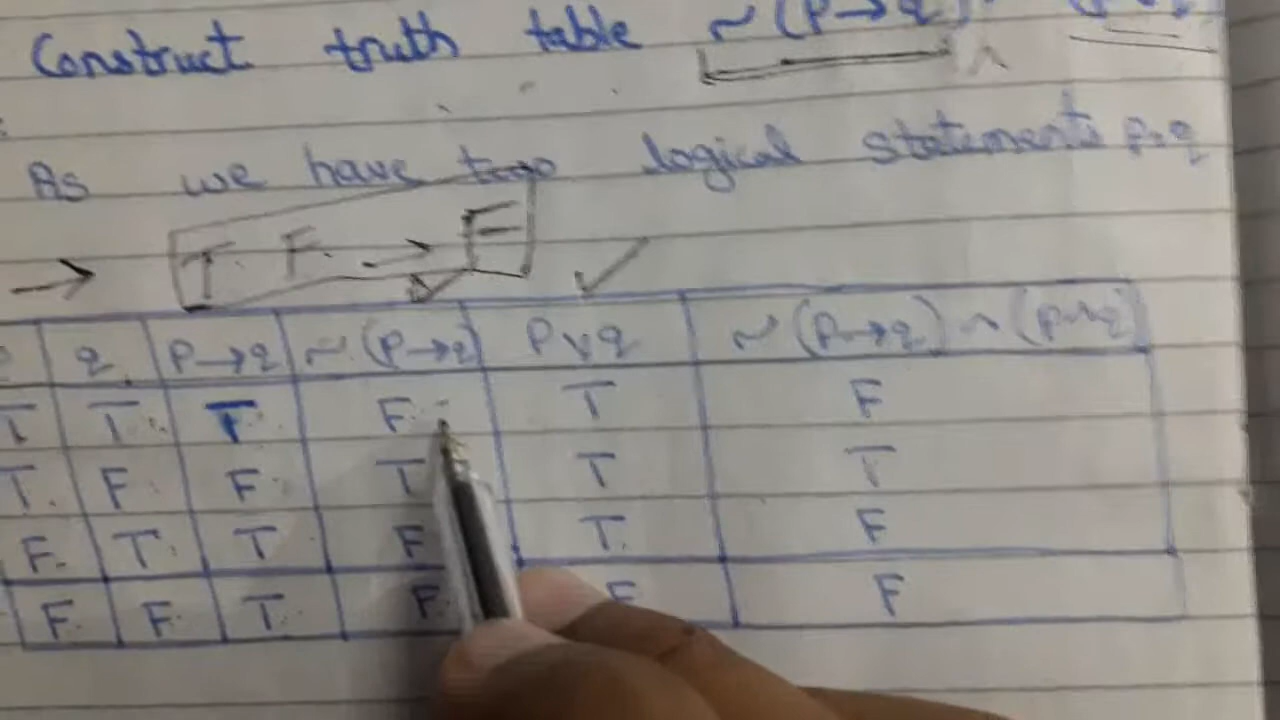 Construct truth table ~(P→q)
As we have two logical statements p, q
→ T F → F ✓
q P→q ~(P→q) P∨q ~(P→q) ∧ (p∨q)
T T T F T F
T F F T T T
F T T F T F
F F T F F F